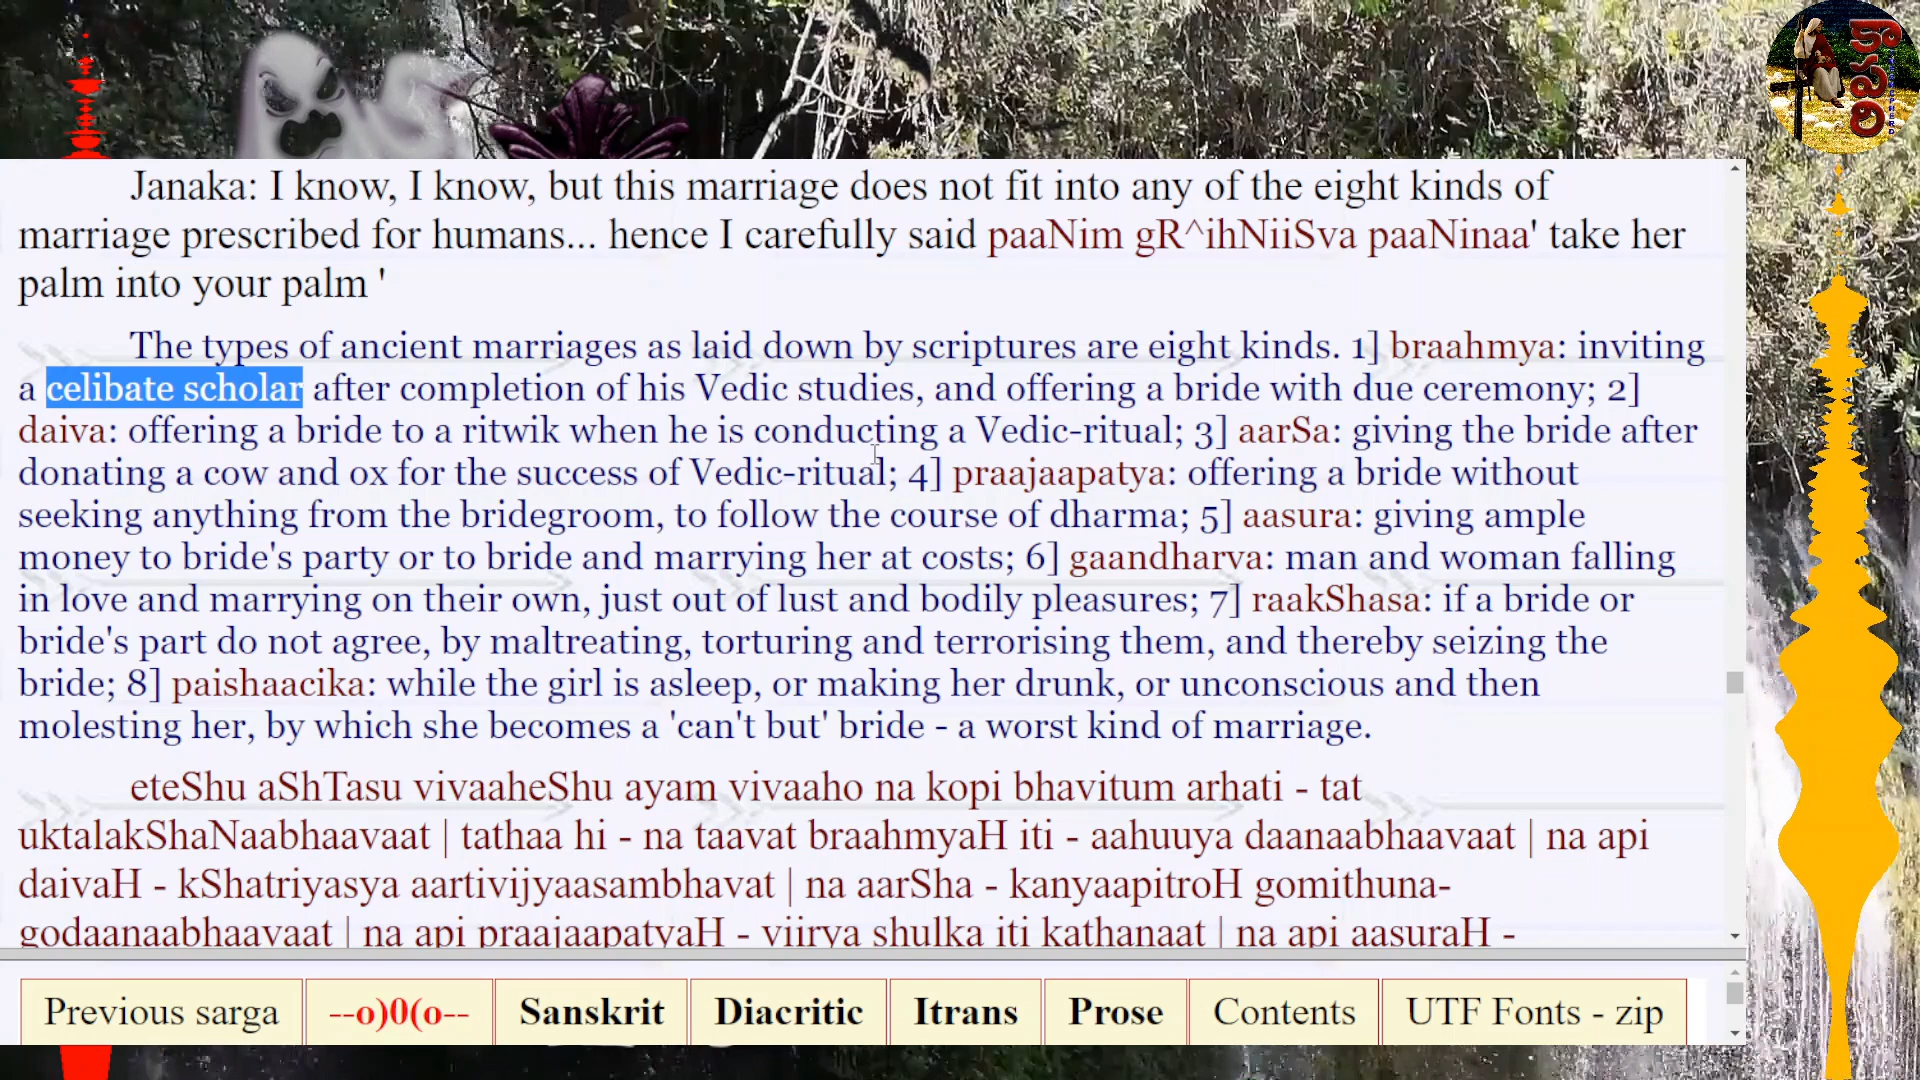 కాపరి
SHEPHERD
Janaka: I know, I know, but this marriage does not fit into any of the eight kinds of
marriage prescribed for humans... hence I carefully said paaNim gR^ihNiiSva paaNinaa' take her
palm into your palm '
The types of ancient marriages as laid down by scriptures are eight kinds. 1] braahmya: inviting
a celibate scholar after completion of his Vedic studies, and offering a bride with due ceremony; 2]
daiva: offering a bride to a ritwik when he is conducting a Vedic-ritual; 3] aarSa: giving the bride after
donating a cow and ox for the success of Vedic-ritual; 4] praajaapatya: offering a bride without
seeking anything from the bridegroom, to follow the course of dharma; 5] aasura: giving ample
money to bride's party or to bride and marrying her at costs; 6] gaandharva: man and woman falling
in love and marrying on their own, just out of lust and bodily pleasures; 7] raakShasa: if a bride or
bride's part do not agree, by maltreating, torturing and terrorising them, and thereby seizing the
bride; 8] paishaacika: while the girl is asleep, or making her drunk, or unconscious and then
molesting her, by which she becomes a 'can't but' bride - a worst kind of marriage.
eteShu aShTasu vivaaheShu ayam vivaaho na kopi bhavitum arhati - tat
uktalakShaNaabhaavaat | tathaa hi - na taavat braahmyaH iti - aahuuya daanaabhaavaat | na api
daivaH - kShatriyasya aartivijyaasambhavat | na aarSha - kanyaapitroH gomithuna-
godaanaabhaavaat | na api praajaapatyaH - viirya shulka iti kathanaat | na api aasuraH -
Previous sarga --o)0(o-- Sanskrit Diacritic Itrans Prose Contents UTF Fonts - zip